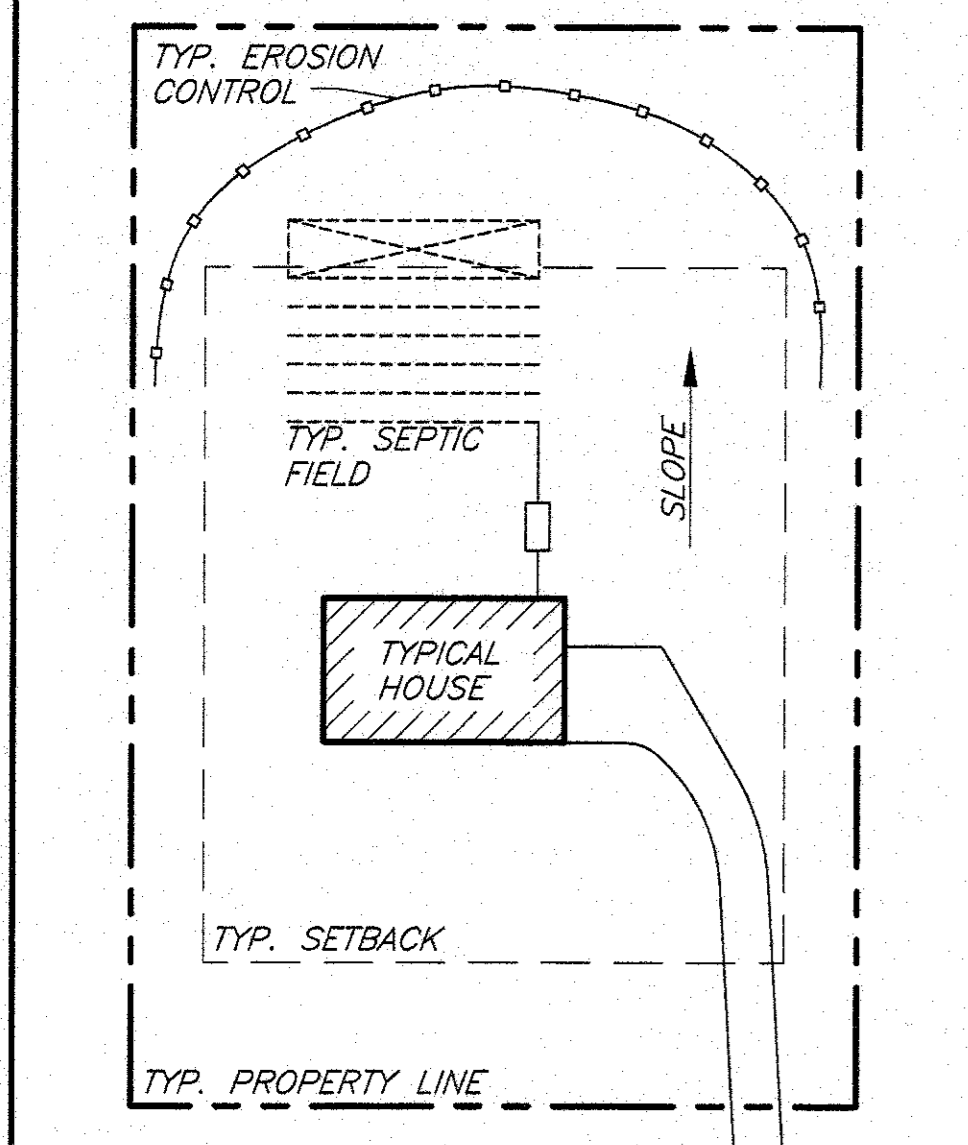 TYP. EROSION
CONTROL
TYP. SEPTIC
FIELD
SLOPE
TYPICAL
HOUSE
TYP. SETBACK
TYP. PROPERTY LINE